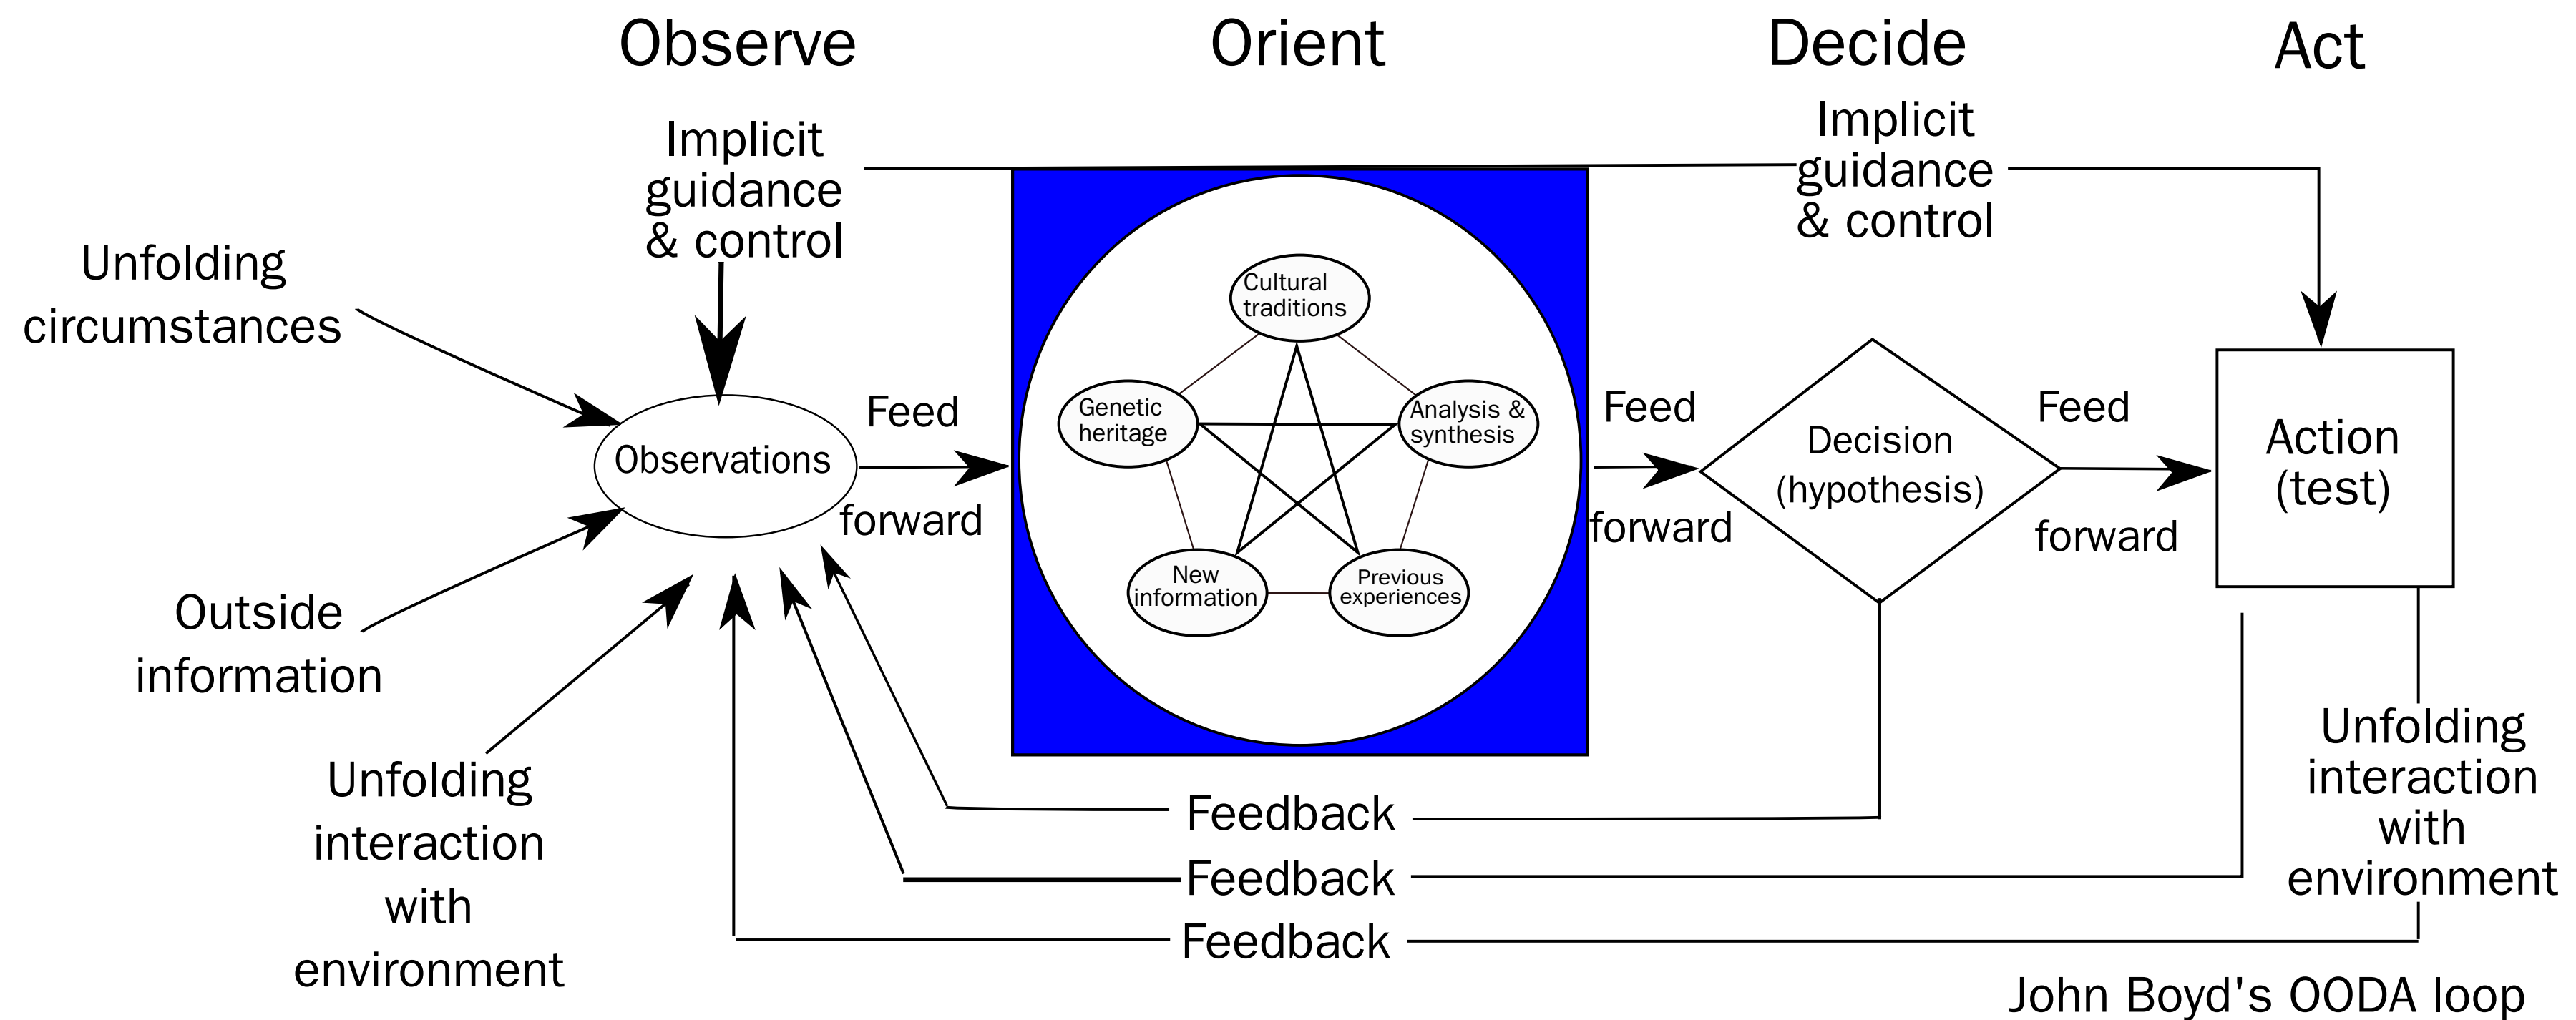 Observe
Orient
Decide
Act
Implicit
guidance
& control
Implicit
guidance
& control
Unfolding
circumstances
Outside
information
Unfolding
interaction
with
environment
Observations
Feed
forward
Cultural
traditions
Genetic
heritage
Analysis &
synthesis
New
information
Previous
experiences
Feed
forward
Decision
(hypothesis)
Feed
forward
Action
(test)
Unfolding
interaction
with
environment
Feedback
Feedback
Feedback
John Boyd's OODA loop